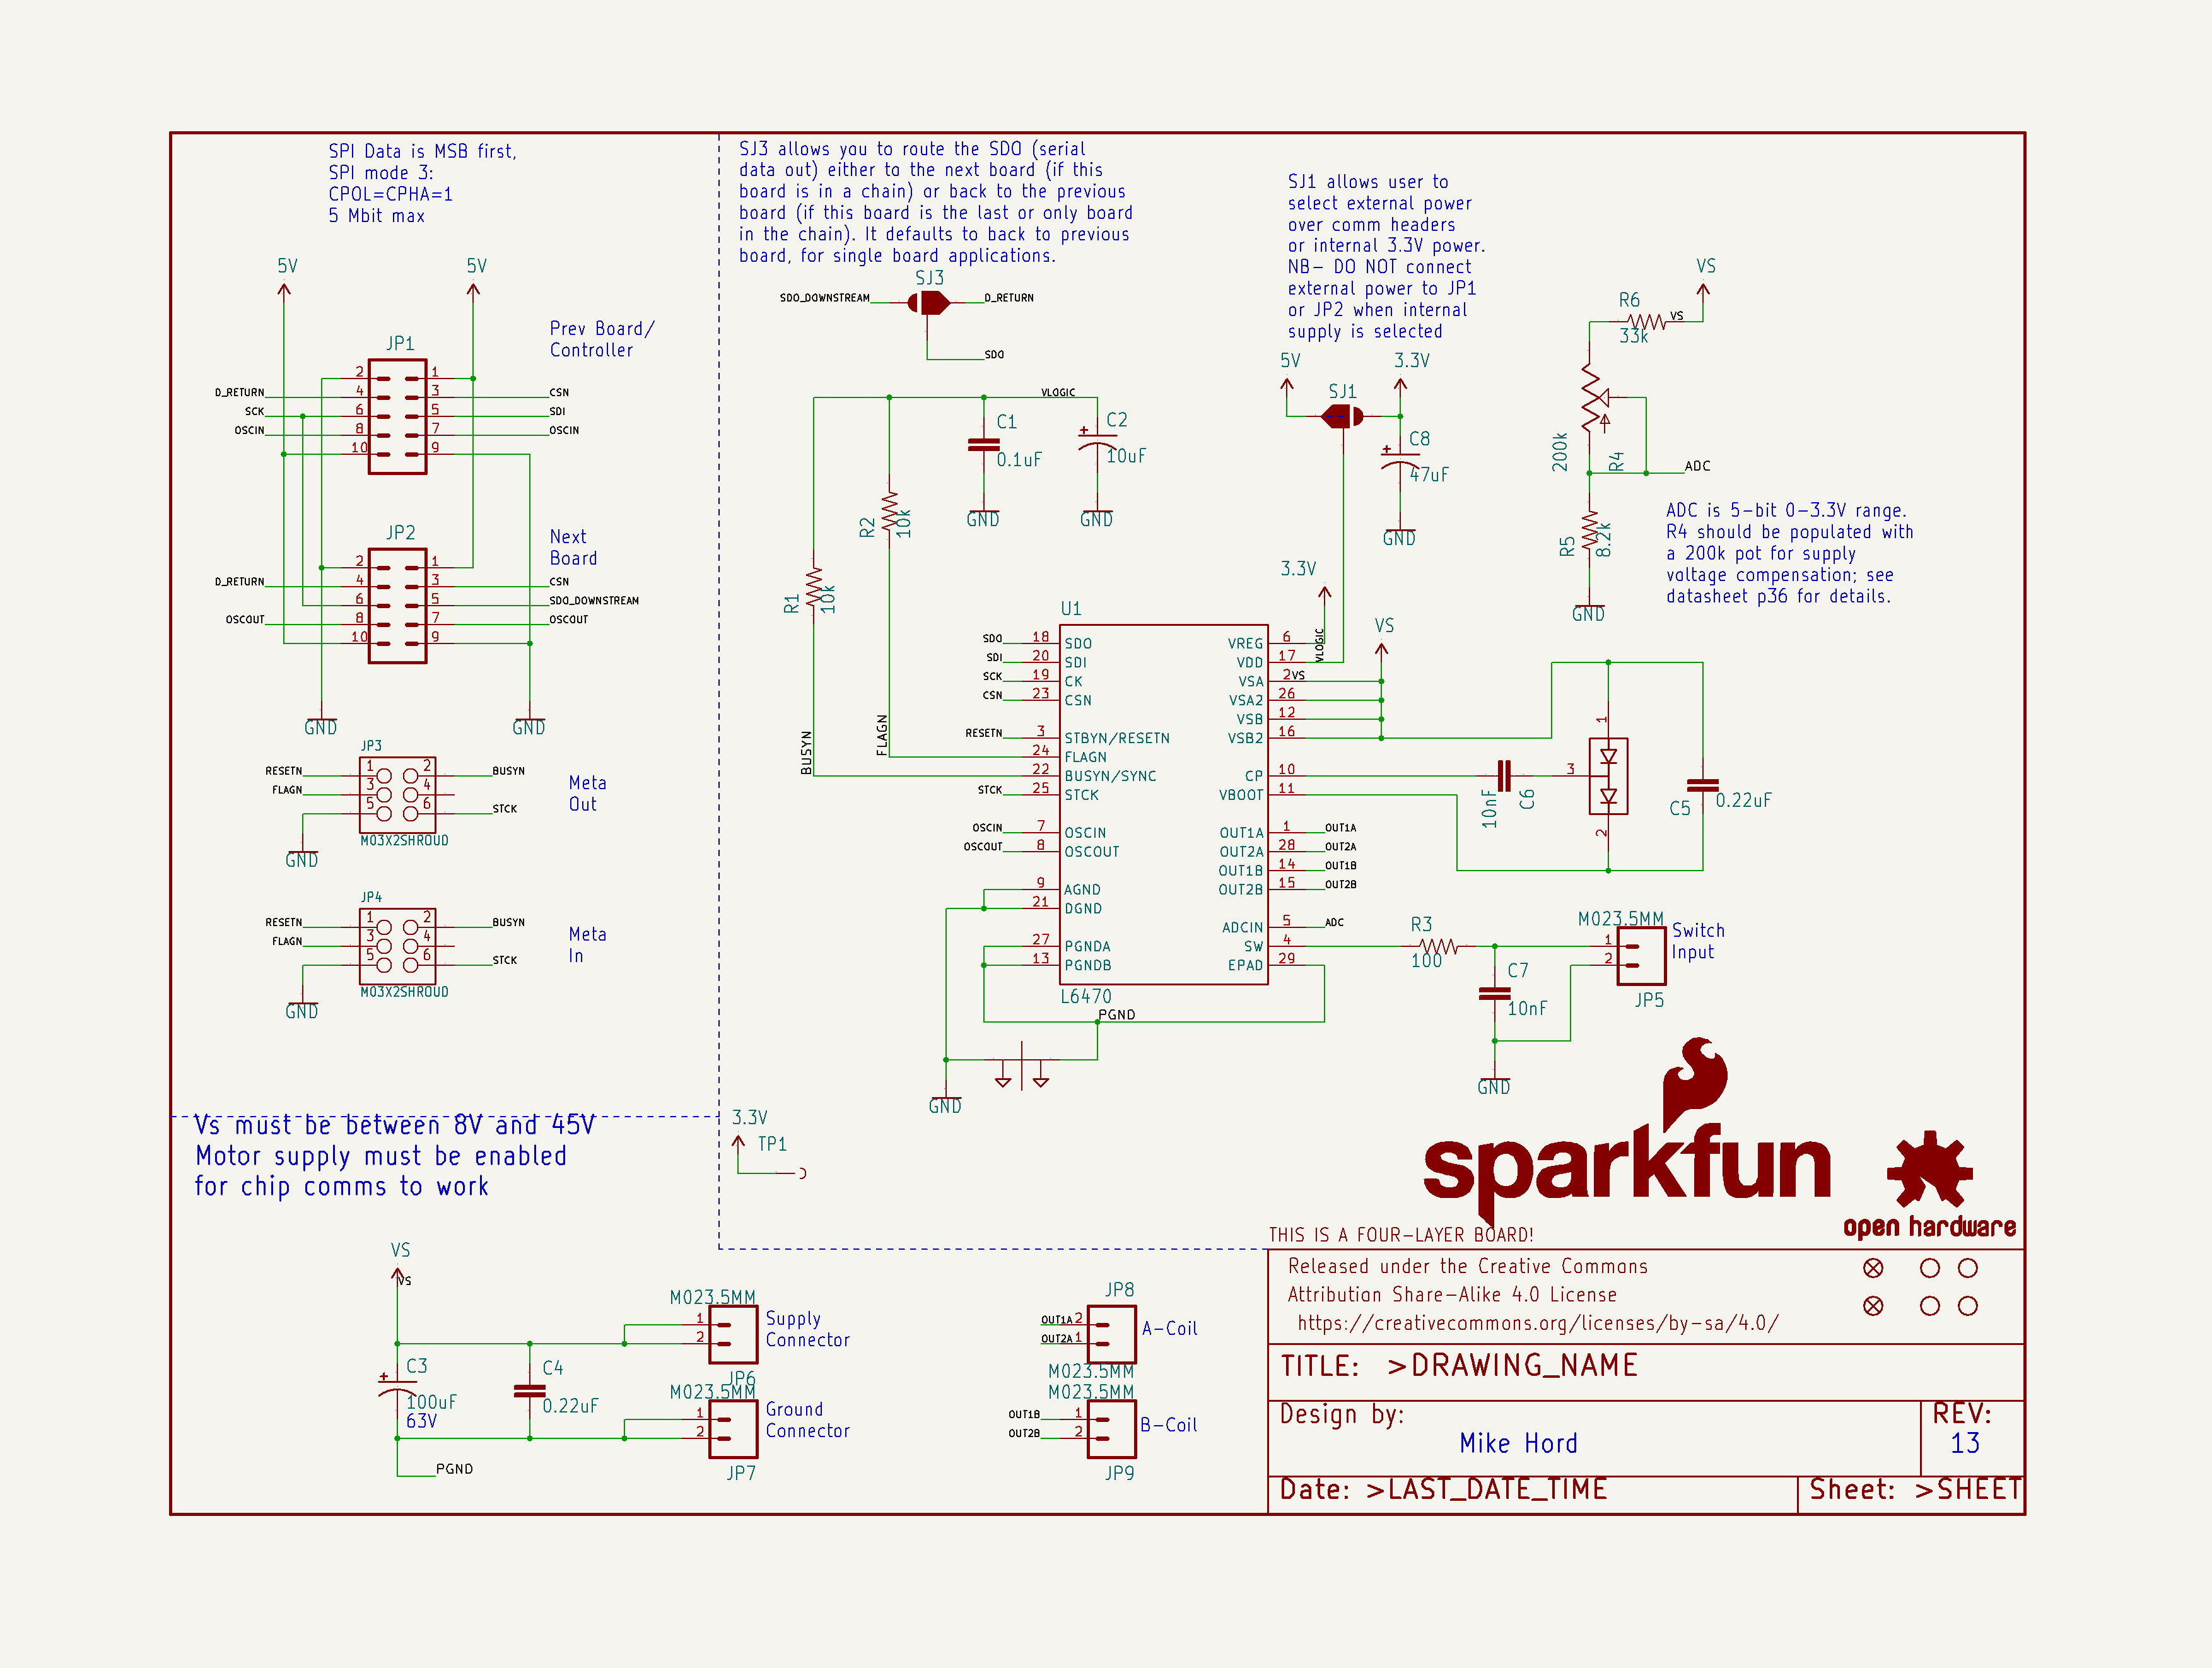 SPI Data is MSB first,
SPI mode 3:
CPOL=CPHA=1
5 Mbit max
5V
5V
Prev Board/
Controller
JP1
2
1
D_RETURN
4
3
CSN
SCK
6
5
SDI
OSCIN
8
7
OSCIN
10
9
JP2
Next
Board
2
1
D_RETURN
4
3
CSN
6
5
SDO_DOWNSTREAM
OSCOUT
8
7
OSCOUT
10
9
GND
GND
JP3
RESETN
1
2
BUSYN
FLAGN
3
4
5
6
STCK
Meta
Out
M03X2SHROUD
GND
JP4
RESETN
1
2
BUSYN
FLAGN
3
4
5
6
STCK
Meta
In
M03X2SHROUD
GND
SJ3 allows you to route the SDO (serial
data out) either to the next board (if this
board is in a chain) or back to the previous
board (if this board is the last or only board
in the chain). It defaults to back to previous
board, for single board applications.
SJ3
SDO_DOWNSTREAM
D_RETURN
SDO
VLOGIC
C1
0.1uF
GND
C2
10uF
GND
R2
10k
R1
10k
BUSYN
FLAGN
SJ1 allows user to
select external power
over comm headers
or internal 3.3V power.
NB- DO NOT connect
external power to JP1
or JP2 when internal
supply is selected
5V
3.3V
SJ1
C8
47uF
GND
VS
R6
VS
33k
200k
R4
ADC
R5
8.2k
GND
ADC is 5-bit 0-3.3V range.
R4 should be populated with
a 200k pot for supply
voltage compensation; see
datasheet p36 for details.
3.3V
VLOGIC
VS
U1
SDO
18
SDO
VREG
6
SDI
20
SDI
VDD
17
SCK
19
CK
VSA
2
VS
CSN
23
CSN
VSA2
26
VSB
12
RESETN
3
STBYN/RESETN
VSB2
16
24
FLAGN
22
BUSYN/SYNC
CP
10
STCK
25
STCK
VBOOT
11
OSCIN
7
OSCIN
OUT1A
1
OUT1A
OSCOUT
8
OSCOUT
OUT2A
28
OUT2A
OUT1B
14
OUT1B
9
AGND
OUT2B
15
OUT2B
21
DGND
ADCIN
5
ADC
27
PGNDA
SW
4
13
PGNDB
EPAD
29
L6470
PGND
GND
10nF
C6
1
3
2
C5
0.22uF
R3
100
C7
10nF
GND
M023.5MM
1
2
JP5
Switch
Input
3.3V
TP1
Vs must be between 8V and 45V
Motor supply must be enabled
for chip comms to work
VS
VS
C3
100uF
63V
C4
0.22uF
PGND
M023.5MM
1
2
JP6
Supply
Connector
M023.5MM
1
2
JP7
Ground
Connector
JP8
OUT1A
2
OUT2A
1
A-Coil
M023.5MM
M023.5MM
OUT1B
1
OUT2B
2
B-Coil
JP9
sparkfun
open hardware
THIS IS A FOUR-LAYER BOARD!
Released under the Creative Commons
Attribution Share-Alike 4.0 License
https://creativecommons.org/licenses/by-sa/4.0/
TITLE: >DRAWING_NAME
Design by:
Mike Hord
REV:
13
Date: >LAST_DATE_TIME
Sheet: >SHEET